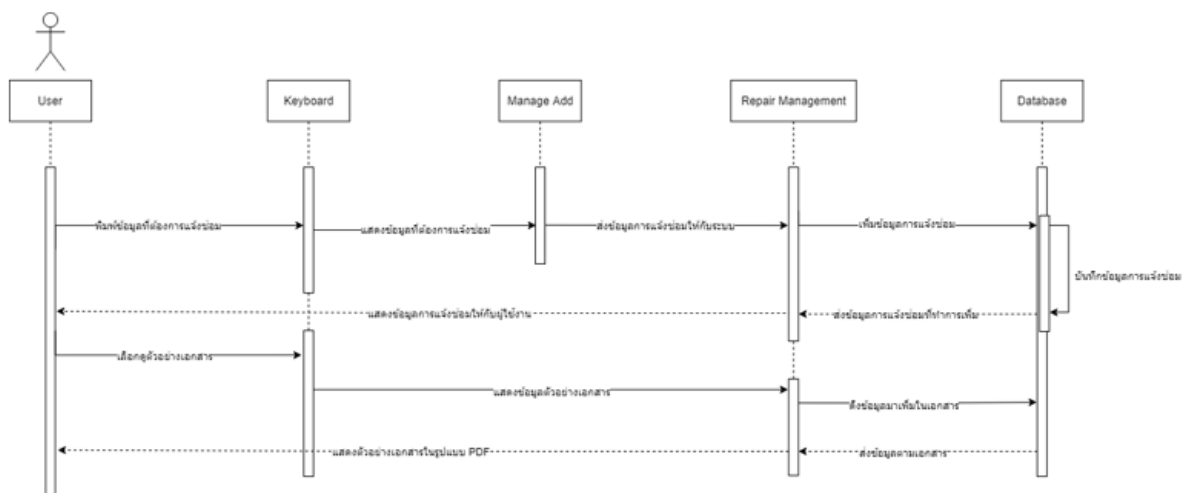 User
Keyboard
Manage Add
Repair Management
Database
พิมพ์ข้อมูลที่ต้องการแจ้งซ่อม
แสดงข้อมูลที่ต้องการแจ้งซ่อม
ส่งข้อมูลการแจ้งซ่อมให้กับระบบ
เพิ่มข้อมูลการแจ้งซ่อม
บันทึกข้อมูลการแจ้งซ่อม
แสดงข้อมูลการแจ้งซ่อมให้กับผู้ใช้งาน
ส่งข้อมูลการแจ้งซ่อมที่ทำการเพิ่ม
เลือกดูตัวอย่างเอกสาร
แสดงข้อมูลตัวอย่างเอกสาร
ดึงข้อมูลมาเพิ่มในเอกสาร
แสดงตัวอย่างเอกสารในรูปแบบ PDF
ส่งข้อมูลตามเอกสาร